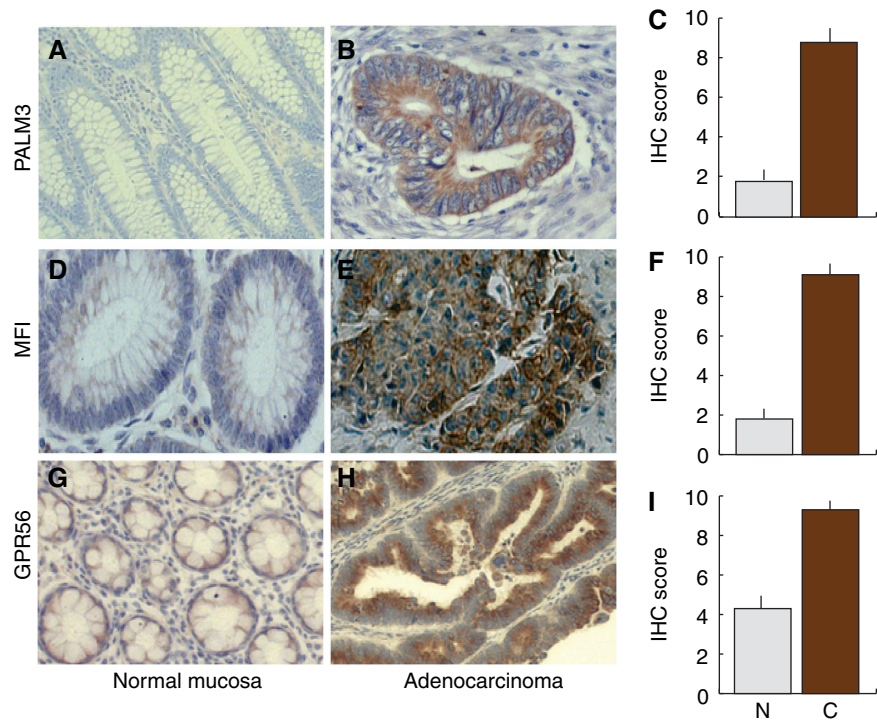 A
B
C
PALM3
IHC score
10
8
6
4
2
0
D
E
F
MFI
IHC score
10
8
6
4
2
0
G
H
I
GPR56
IHC score
10
8
6
4
2
0
Normal mucosa
Adenocarcinoma
N
C